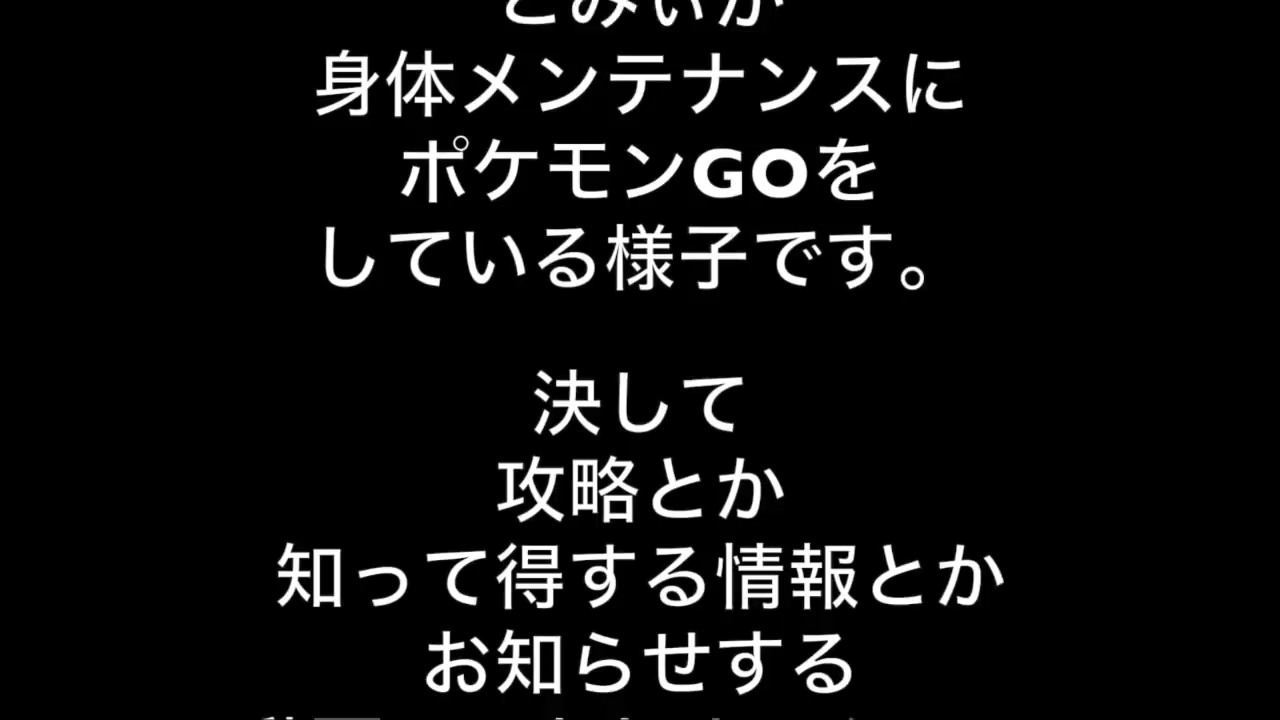 身体メンテナンスに
ポケモンGOを
している様子です。
決して
攻略とか
知って得する情報とか
お知らせする